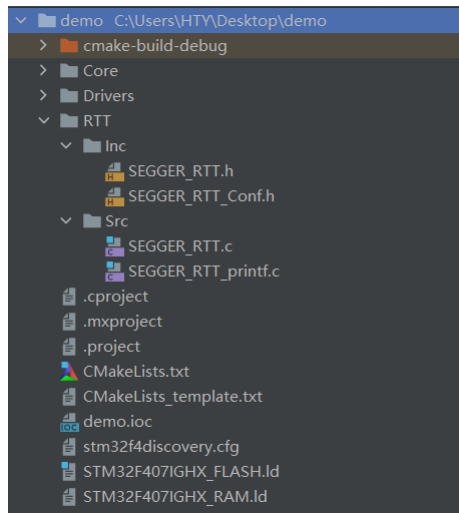 demo C:\Users\HTY\Desktop\demo
cmake-build-debug
Core
Drivers
RTT
Inc
SEGGER_RTT.h
SEGGER_RTT_Conf.h
Src
SEGGER_RTT.c
SEGGER_RTT_printf.c
.cproject
.mxproject
.project
CMakeLists.txt
CMakeLists_template.txt
demo.ioc
stm32f4discovery.cfg
STM32F407IGHX_FLASH.ld
STM32F407IGHX_RAM.ld